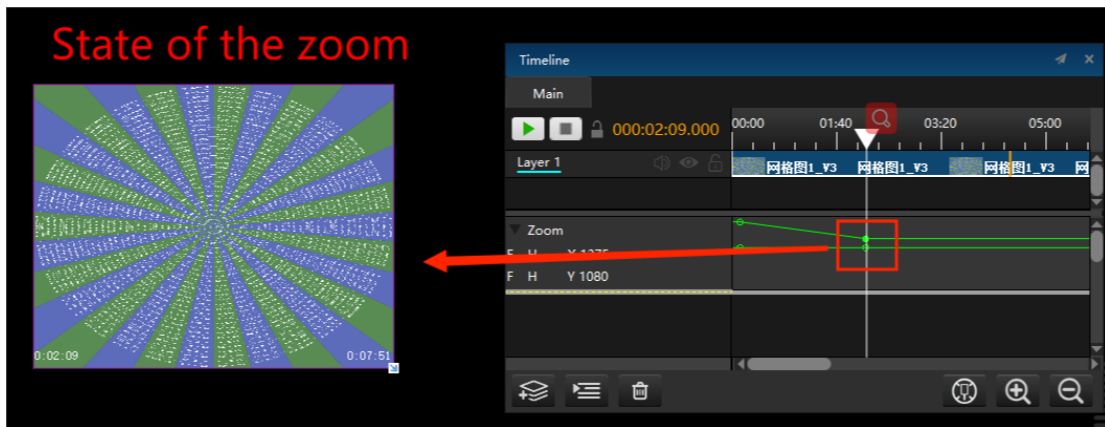 State of the zoom
0:02:09
0:07:51
Timeline
Main
000:02:09.000
00:00 01:40 03:20 05:00
Layer 1
网格图1_V3 网格图1_V3 网格图1_V3 网
Zoom
F H Y 1375
F H Y 1080